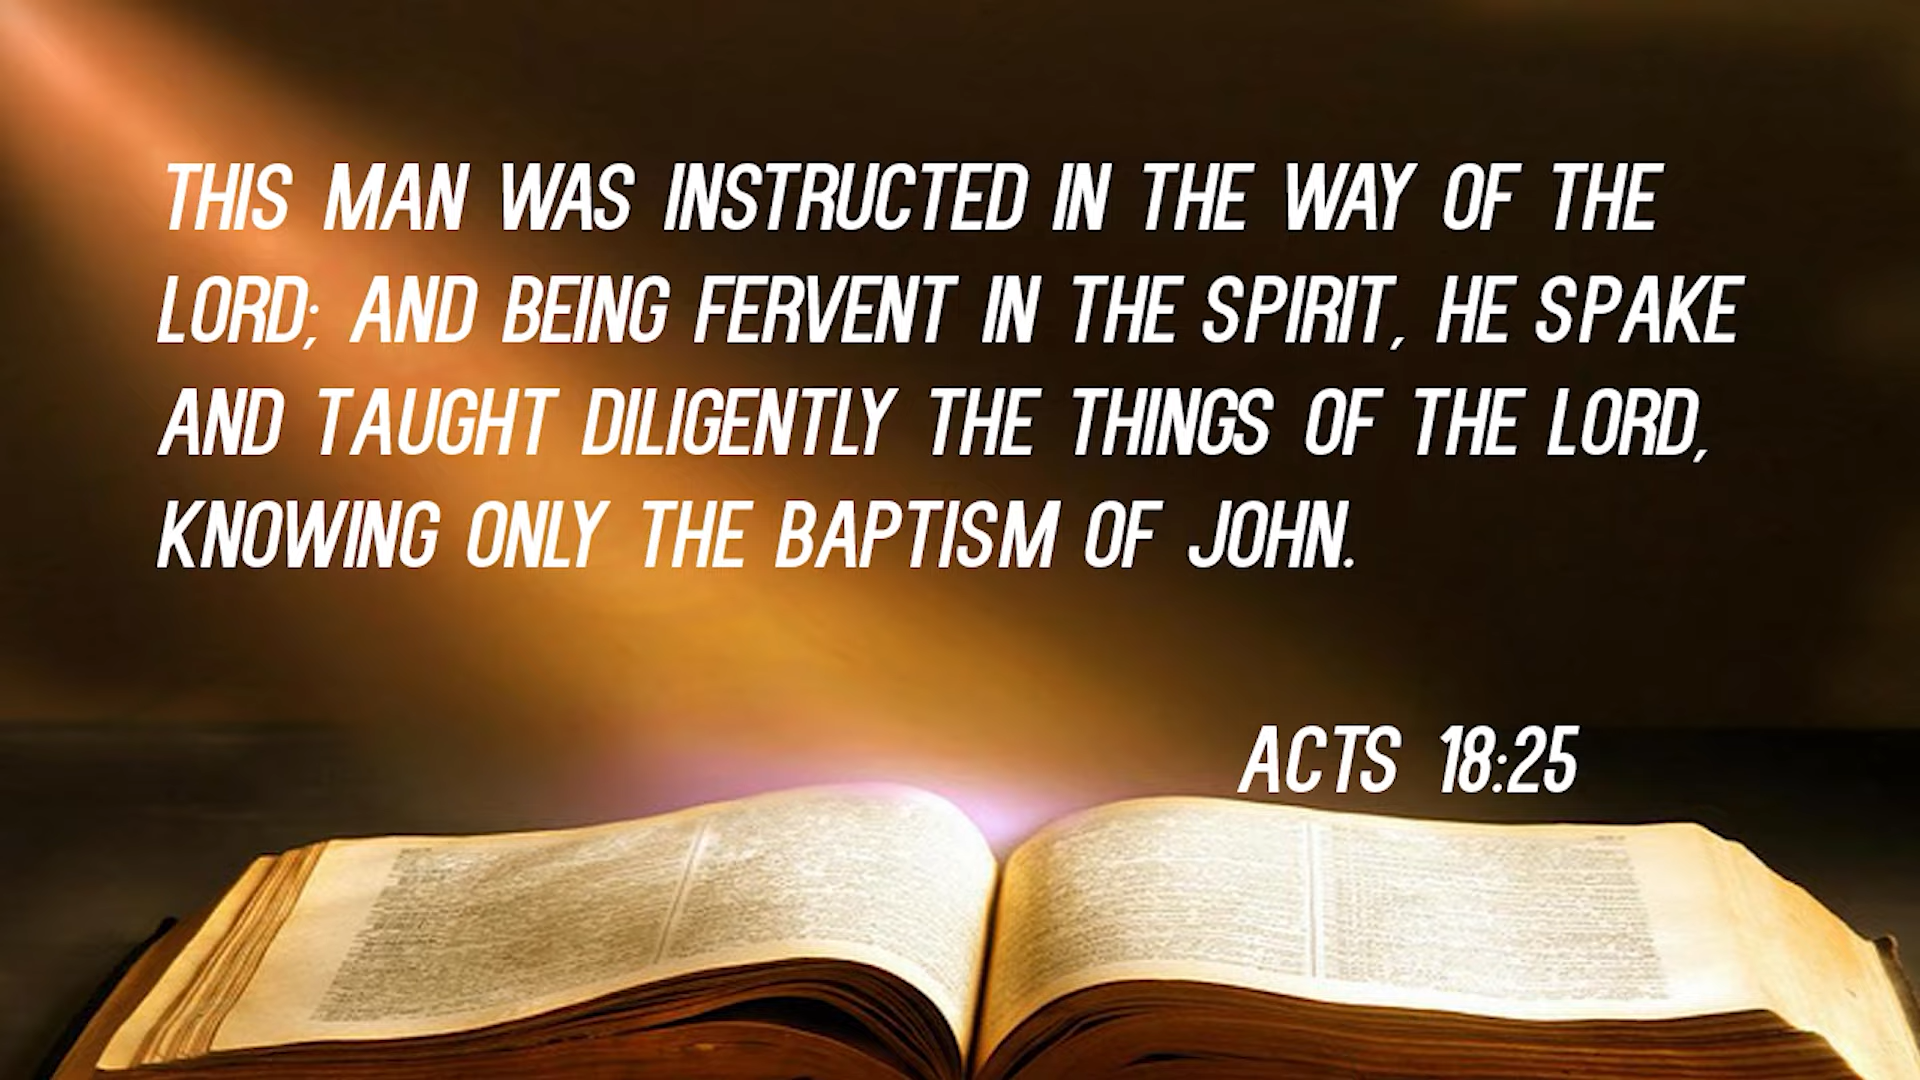 THIS MAN WAS INSTRUCTED IN THE WAY OF THE
LORD; AND BEING FERVENT IN THE SPIRIT, HE SPAKE
AND TAUGHT DILIGENTLY THE THINGS OF THE LORD,
KNOWING ONLY THE BAPTISM OF JOHN.
ACTS 18:25